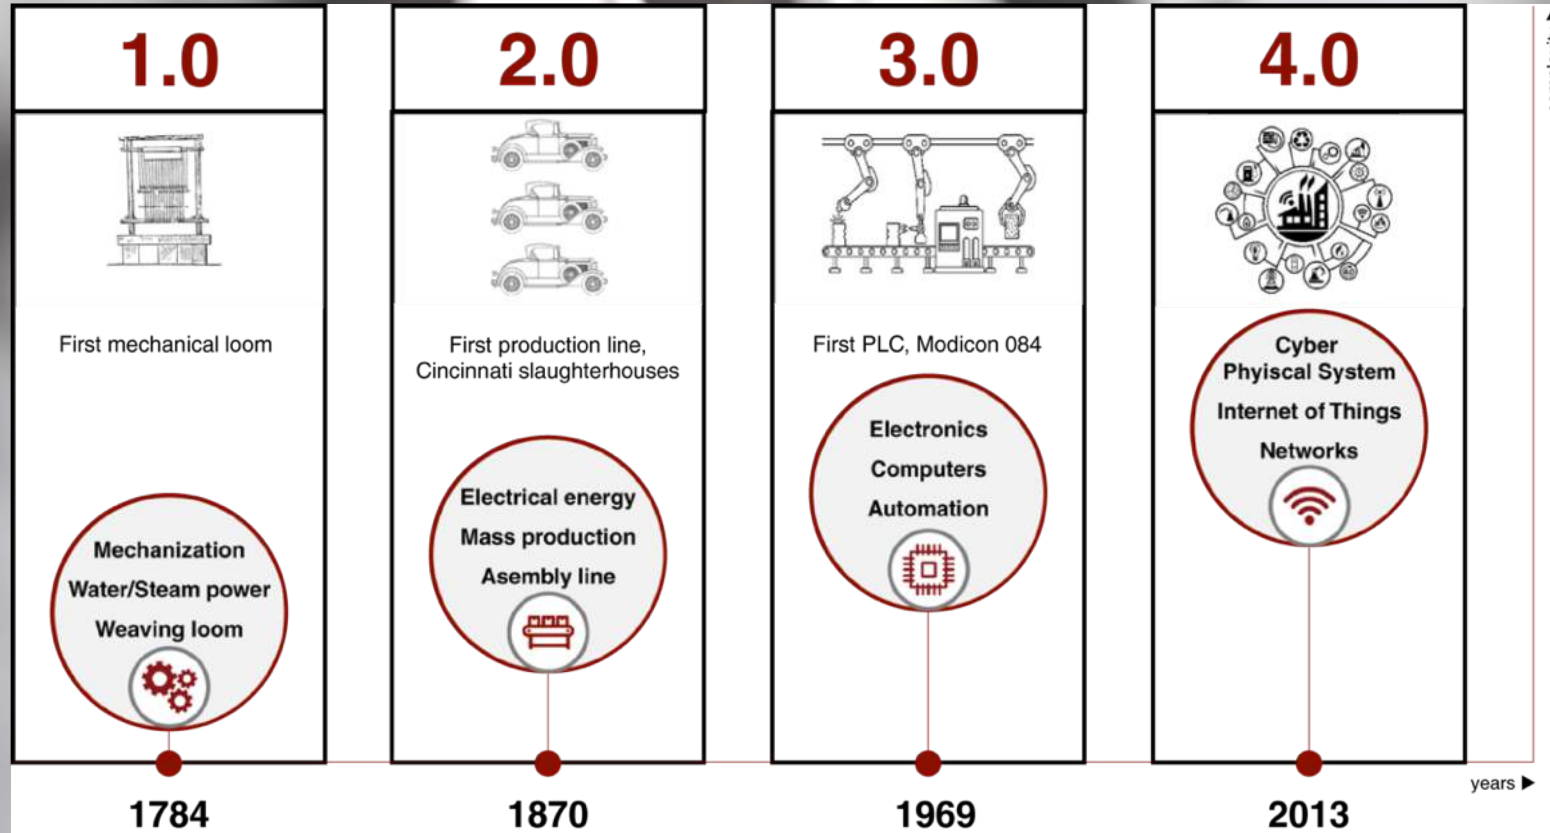 1.0
First mechanical loom
Mechanization
Water/Steam power
Weaving loom
1784
2.0
First production line,
Cincinnati slaughterhouses
Electrical energy
Mass production
Asembly line
1870
3.0
First PLC, Modicon 084
Electronics
Computers
Automation
1969
4.0
Cyber
Phyiscal System
Internet of Things
Networks
2013
years ▶